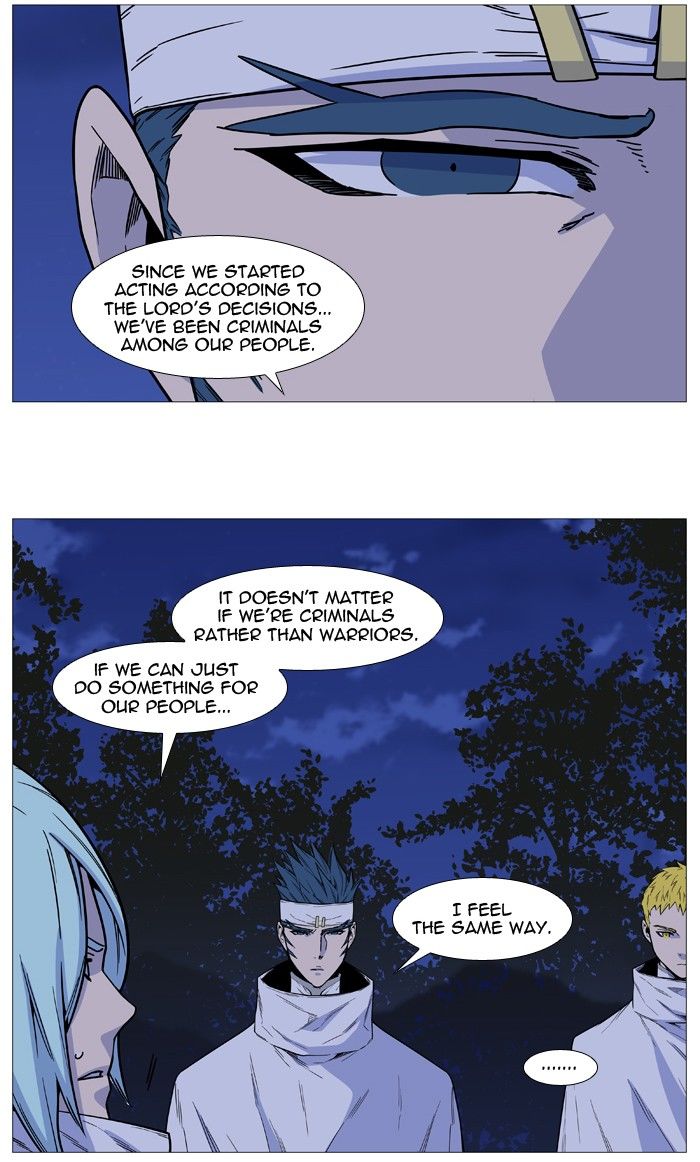 SINCE WE STARTED
ACTING ACCORDING TO
THE LORD'S DECISIONS...
WE'VE BEEN CRIMINALS
AMONG OUR PEOPLE.
IT DOESN'T MATTER
IF WE'RE CRIMINALS
RATHER THAN WARRIORS.
IF WE CAN JUST
DO SOMETHING FOR
OUR PEOPLE...
I FEEL
THE SAME WAY.
.......